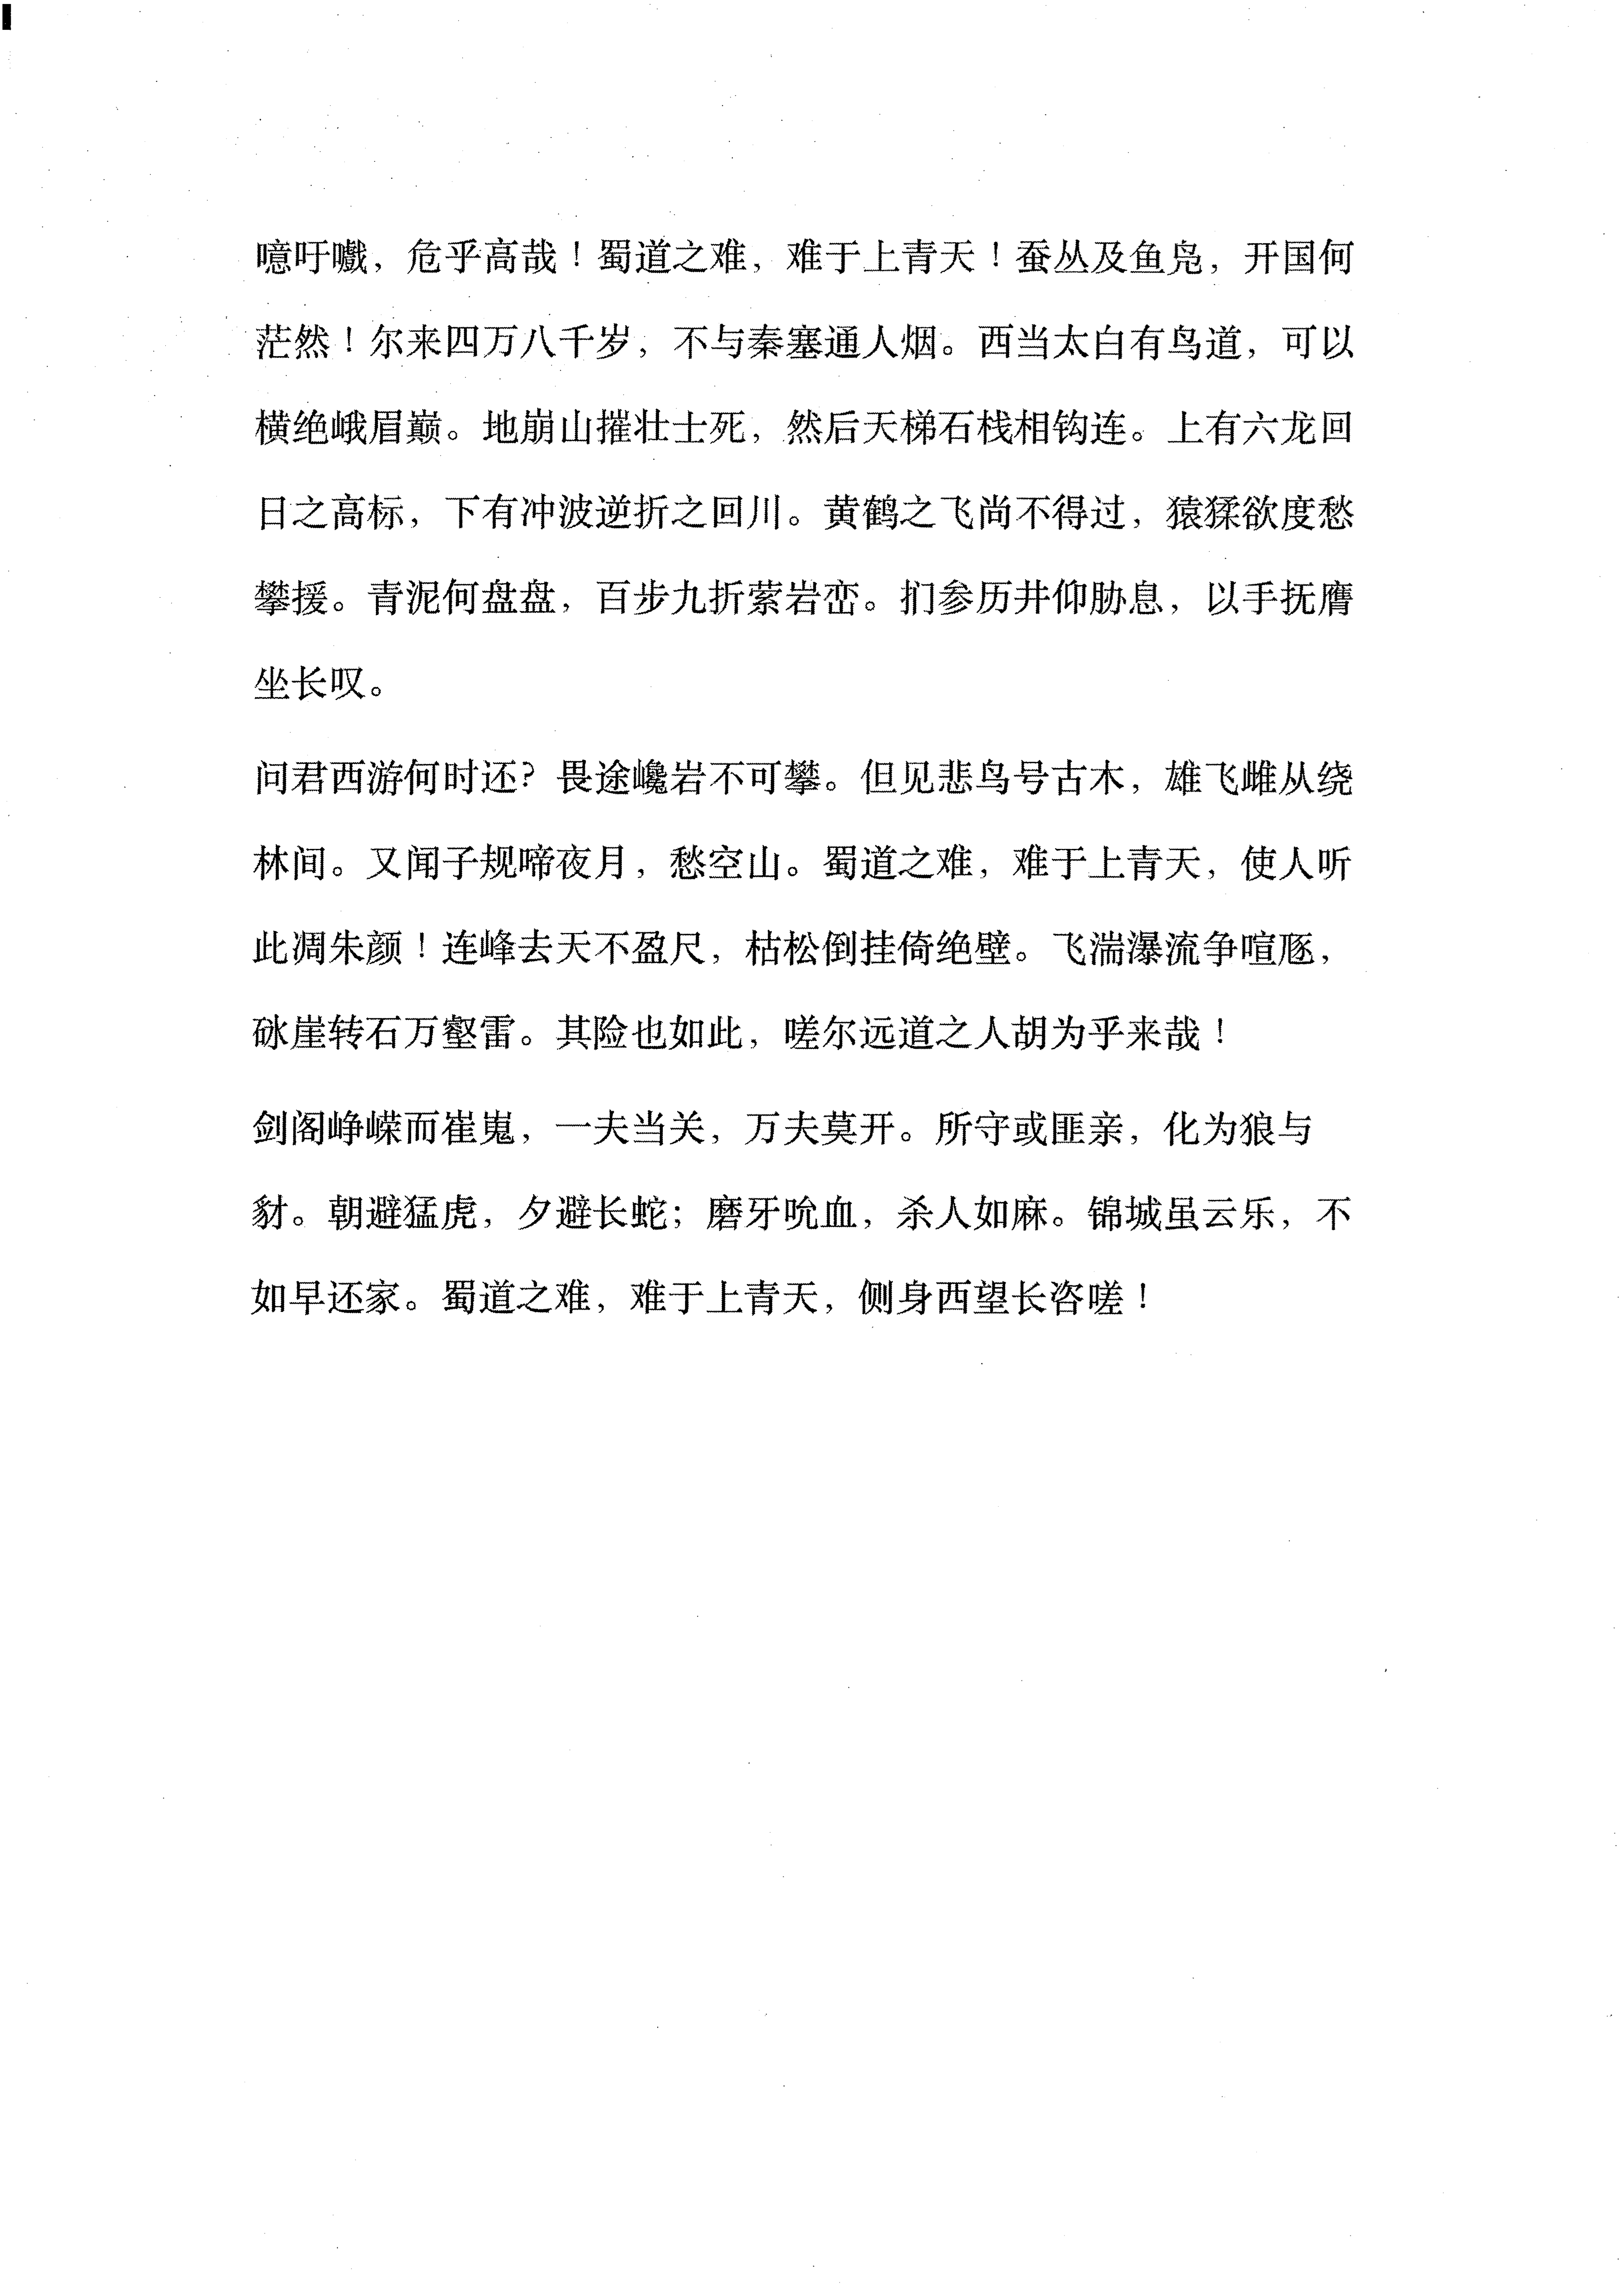 噫吁嚱，危乎高哉！蜀道之难，难于上青天！蚕丛及鱼凫，开国何
茫然！尔来四万八千岁，不与秦塞通人烟。西当太白有鸟道，可以
横绝峨眉巅。地崩山摧壮士死，然后天梯石栈相钩连。上有六龙回
日之高标，下有冲波逆折之回川。黄鹤之飞尚不得过，猿猱欲度愁
攀援。青泥何盘盘，百步九折萦岩峦。扪参历井仰胁息，以手抚膺
坐长叹。
问君西游何时还？畏途巉岩不可攀。但见悲鸟号古木，雄飞雌从绕
林间。又闻子规啼夜月，愁空山。蜀道之难，难于上青天，使人听
此凋朱颜！连峰去天不盈尺，枯松倒挂倚绝壁。飞湍瀑流争喧豗，
砯崖转石万壑雷。其险也如此，嗟尔远道之人胡为乎来哉！
剑阁峥嵘而崔嵬，一夫当关，万夫莫开。所守或匪亲，化为狼与
豺。朝避猛虎，夕避长蛇；磨牙吮血，杀人如麻。锦城虽云乐，不
如早还家。蜀道之难，难于上青天，侧身西望长咨嗟！